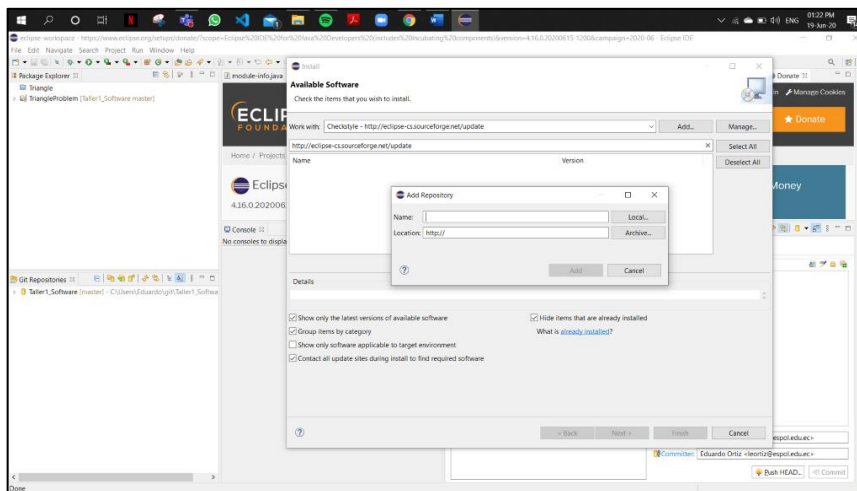 01:22 PM
ENG
19-Jun-20
eclipse-workspace - https://www.eclipse.org/setups/donate/?scope=Eclipse%20IDE%20for%20Java%20Developers%20(includes%20Incubating%20components)&version=4.16.0.20200615-1200&campaign=2020-06 - Eclipse IDE
File Edit Navigate Search Project Run Window Help
Package Explorer
module-info.java
Donate
Triangle
TriangleProblem [Taller1_Software master]
Manage Cookies
ECLIP
FOUNDA
Donate
Home / Projects
Eclips
4.16.0.202006
Money
Console
No consoles to displa
Git Repositories
Taller1_Software [master] - C:\Users\Eduardo\git\Taller1_Softwa
Install
Available Software
Check the items that you wish to install.
Work with: Checkstyle - http://eclipse-cs.sourceforge.net/update
Add...
Manage...
http://eclipse-cs.sourceforge.net/update
Select All
Name
Version
Deselect All
Add Repository
Name:
Local...
Location: http://
Archive...
Add
Cancel
Details
Show only the latest versions of available software
Hide items that are already installed
Group items by category
What is already installed?
Show only software applicable to target environment
Contact all update sites during install to find required software
< Back
Next >
Finish
Cancel
espol.edu.ec>
Committer: Eduardo Ortiz <leortiz@espol.edu.ec>
Push HEAD...
Commit
Done